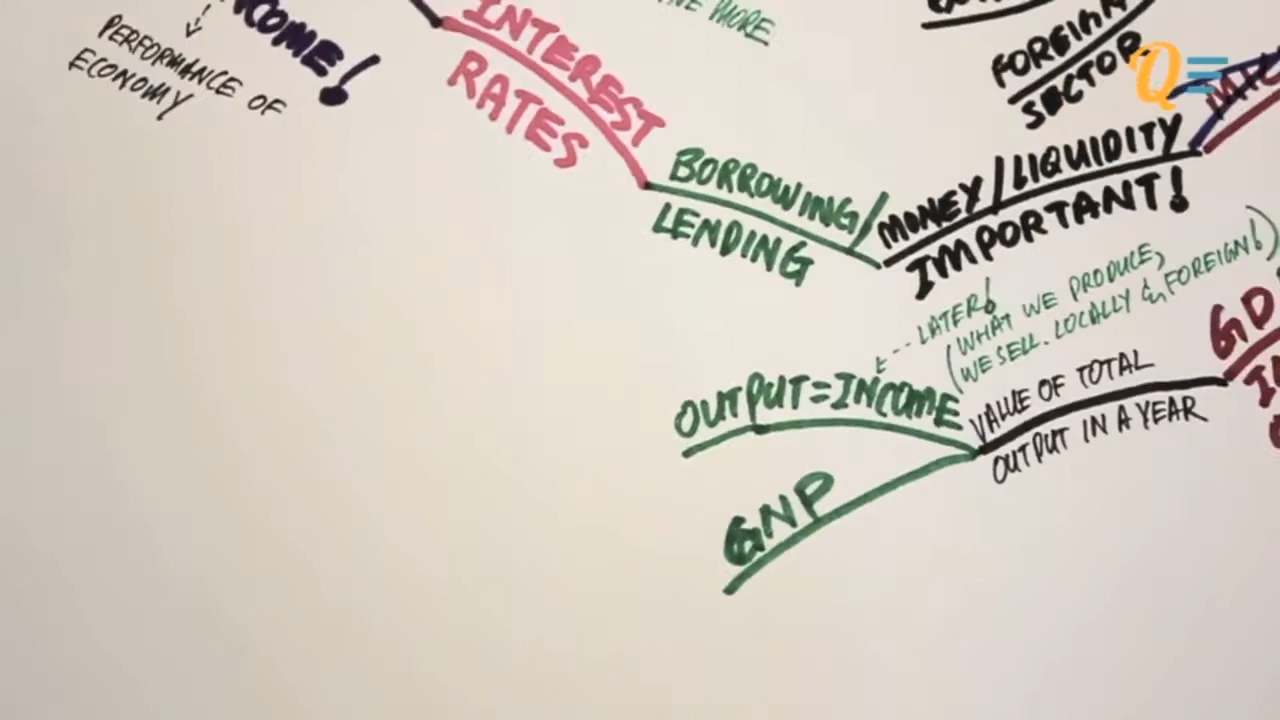 PERFORMANCE OF
ECONOMY
INTEREST
RATES
MORE
FOREIGN
SECTOR
BORROWING/
LENDING
MONEY/LIQUIDITY
IMPORTANT!
LATER!
(WHAT WE PRODUCE,
WE SELL. LOCALLY & FOREIGN!)
OUTPUT=INCOME
VALUE OF TOTAL
OUTPUT IN A YEAR
GNP